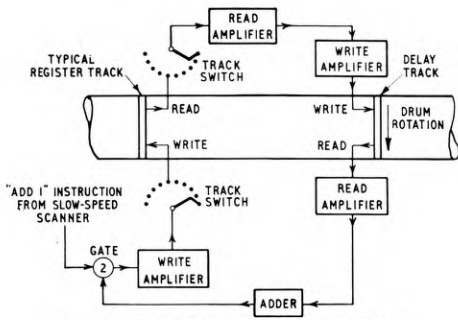 READ
AMPLIFIER
WRITE
AMPLIFIER
TYPICAL
REGISTER TRACK
TRACK
SWITCH
DELAY
TRACK
READ
WRITE
DRUM
ROTATION
WRITE
READ
"ADD 1" INSTRUCTION
FROM SLOW-SPEED
SCANNER
TRACK
SWITCH
READ
AMPLIFIER
GATE
2
WRITE
AMPLIFIER
ADDER